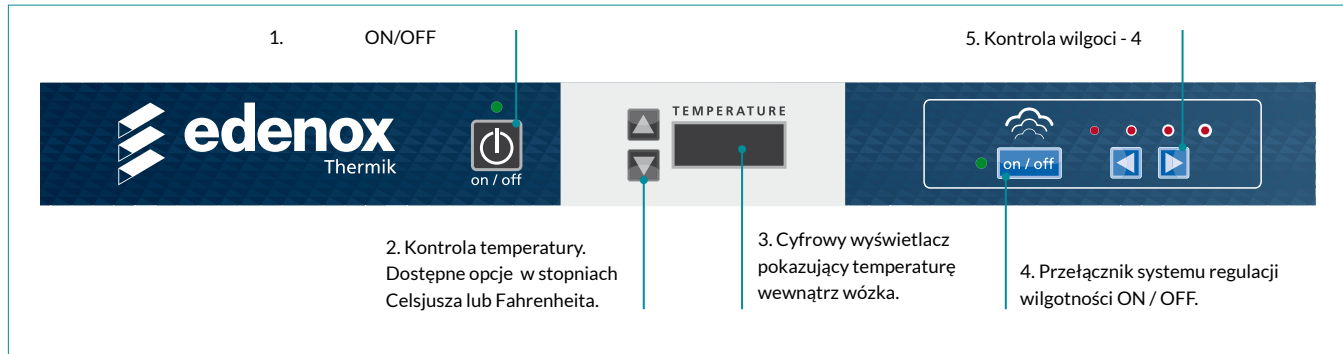 1. ON/OFF
5. Kontrola wilgoci - 4
edenox
Thermik
on / off
TEMPERATURE
on / off
2. Kontrola temperatury.
Dostępne opcje w stopniach
Celsjusza lub Fahrenheita.
3. Cyfrowy wyświetlacz
pokazujący temperaturę
wewnątrz wózka.
4. Przełącznik systemu regulacji
wilgotności ON / OFF.